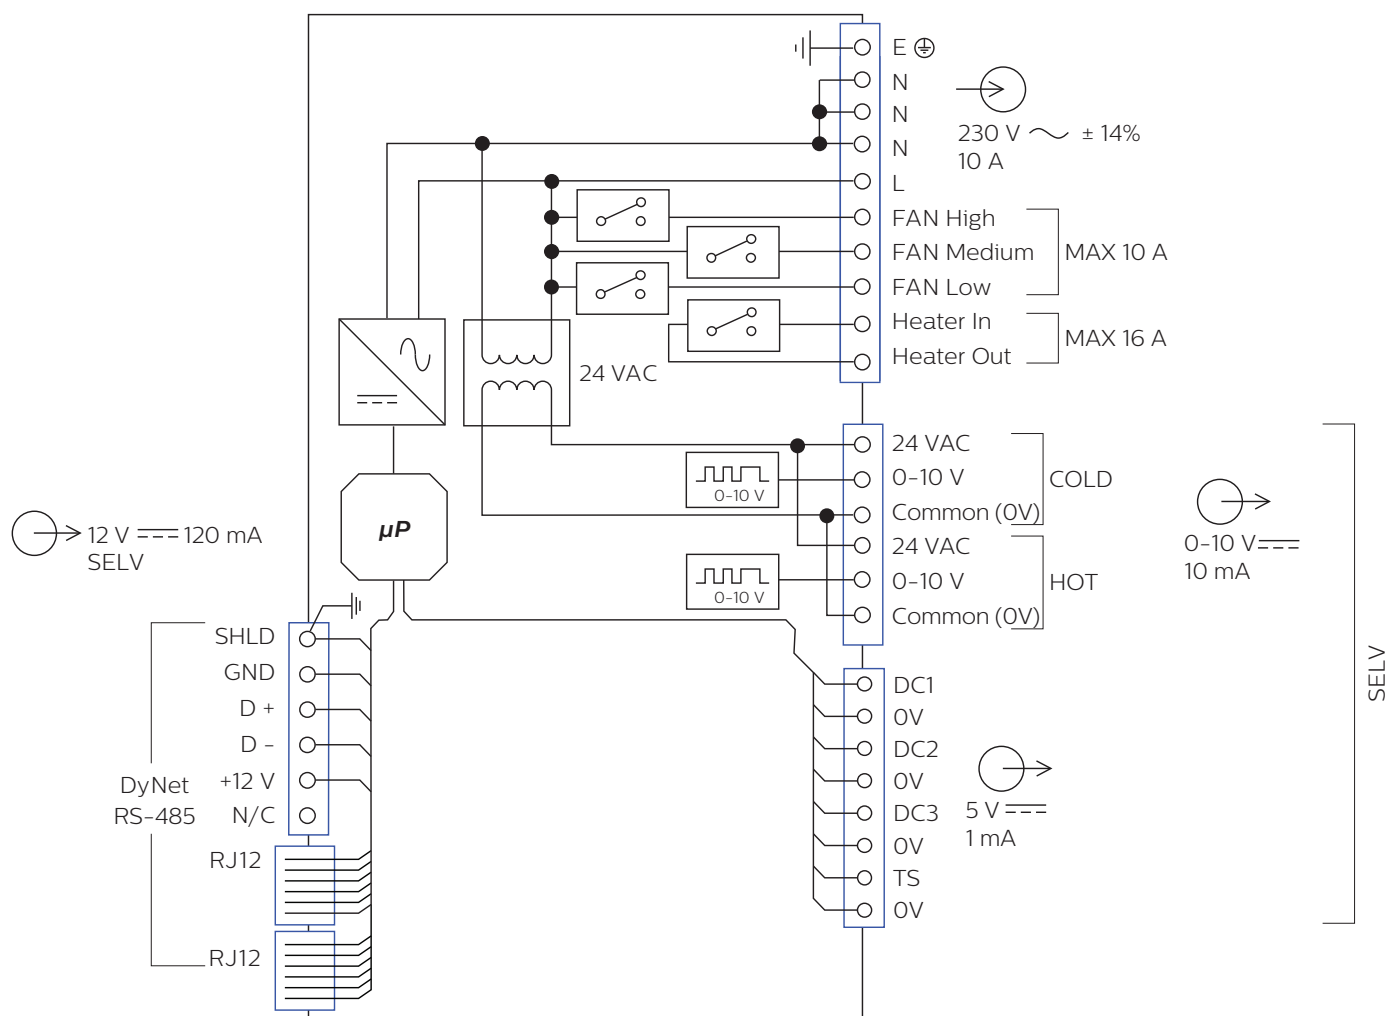 E
N
N
N
L
FAN High
FAN Medium
FAN Low
Heater In
Heater Out
230 V ± 14%
10 A
MAX 10 A
MAX 16 A
24 VAC
24 VAC
0-10 V
Common (0V)
COLD
24 VAC
0-10 V
Common (0V)
HOT
0-10 V
0-10 V
0-10 V
10 mA
SELV
µP
12 V 120 mA
SELV
SHLD
GND
D +
D -
+12 V
N/C
DyNet
RS-485
RJ12
RJ12
DC1
0V
DC2
0V
DC3
0V
TS
0V
5 V
1 mA